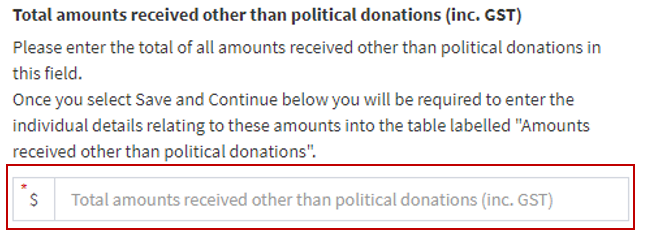 Total amounts received other than political donations (inc. GST)
Please enter the total of all amounts received other than political donations in
this field.
Once you select Save and Continue below you will be required to enter the
individual details relating to these amounts into the table labelled "Amounts
received other than political donations".
* $ Total amounts received other than political donations (inc. GST)